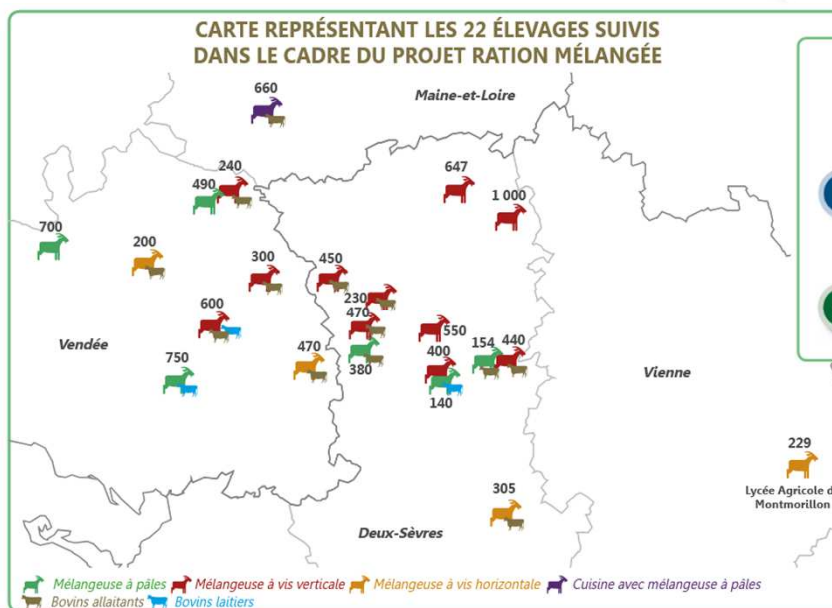 CARTE REPRÉSENTANT LES 22 ÉLEVAGES SUIVIS
DANS LE CADRE DU PROJET RATION MÉLANGÉE
660
Maine-et-Loire
240
490
647
1 000
700
200
300
450
230
600
470
550
Vendée
750
470
380
400
154
440
140
Vienne
229
Lycée Agricole d
Montmorillon
305
Deux-Sèvres
Mélangeuse à pâles
Mélangeuse à vis verticale
Mélangeuse à vis horizontale
Cuisine avec mélangeuse à pâles
Bovins allaitants
Bovins laitiers